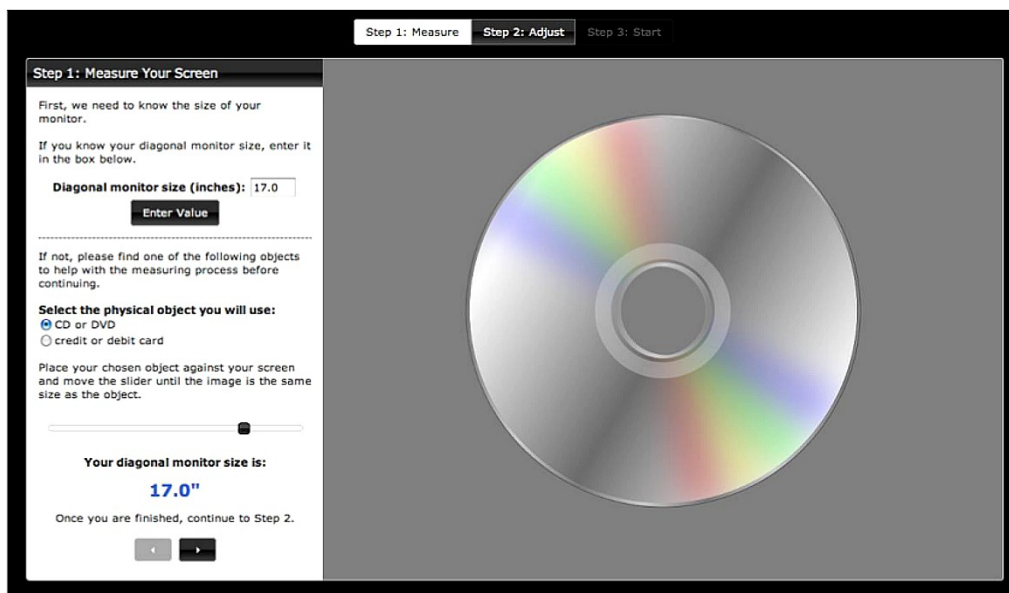 Step 1: Measure
Step 2: Adjust
Step 3: Start
Step 1: Measure Your Screen
First, we need to know the size of your
monitor.
If you know your diagonal monitor size, enter it
in the box below.
Diagonal monitor size (inches): 17.0
Enter Value
If not, please find one of the following objects
to help with the measuring process before
continuing.
Select the physical object you will use:
CD or DVD
credit or debit card
Place your chosen object against your screen
and move the slider until the image is the same
size as the object.
Your diagonal monitor size is:
17.0"
Once you are finished, continue to Step 2.